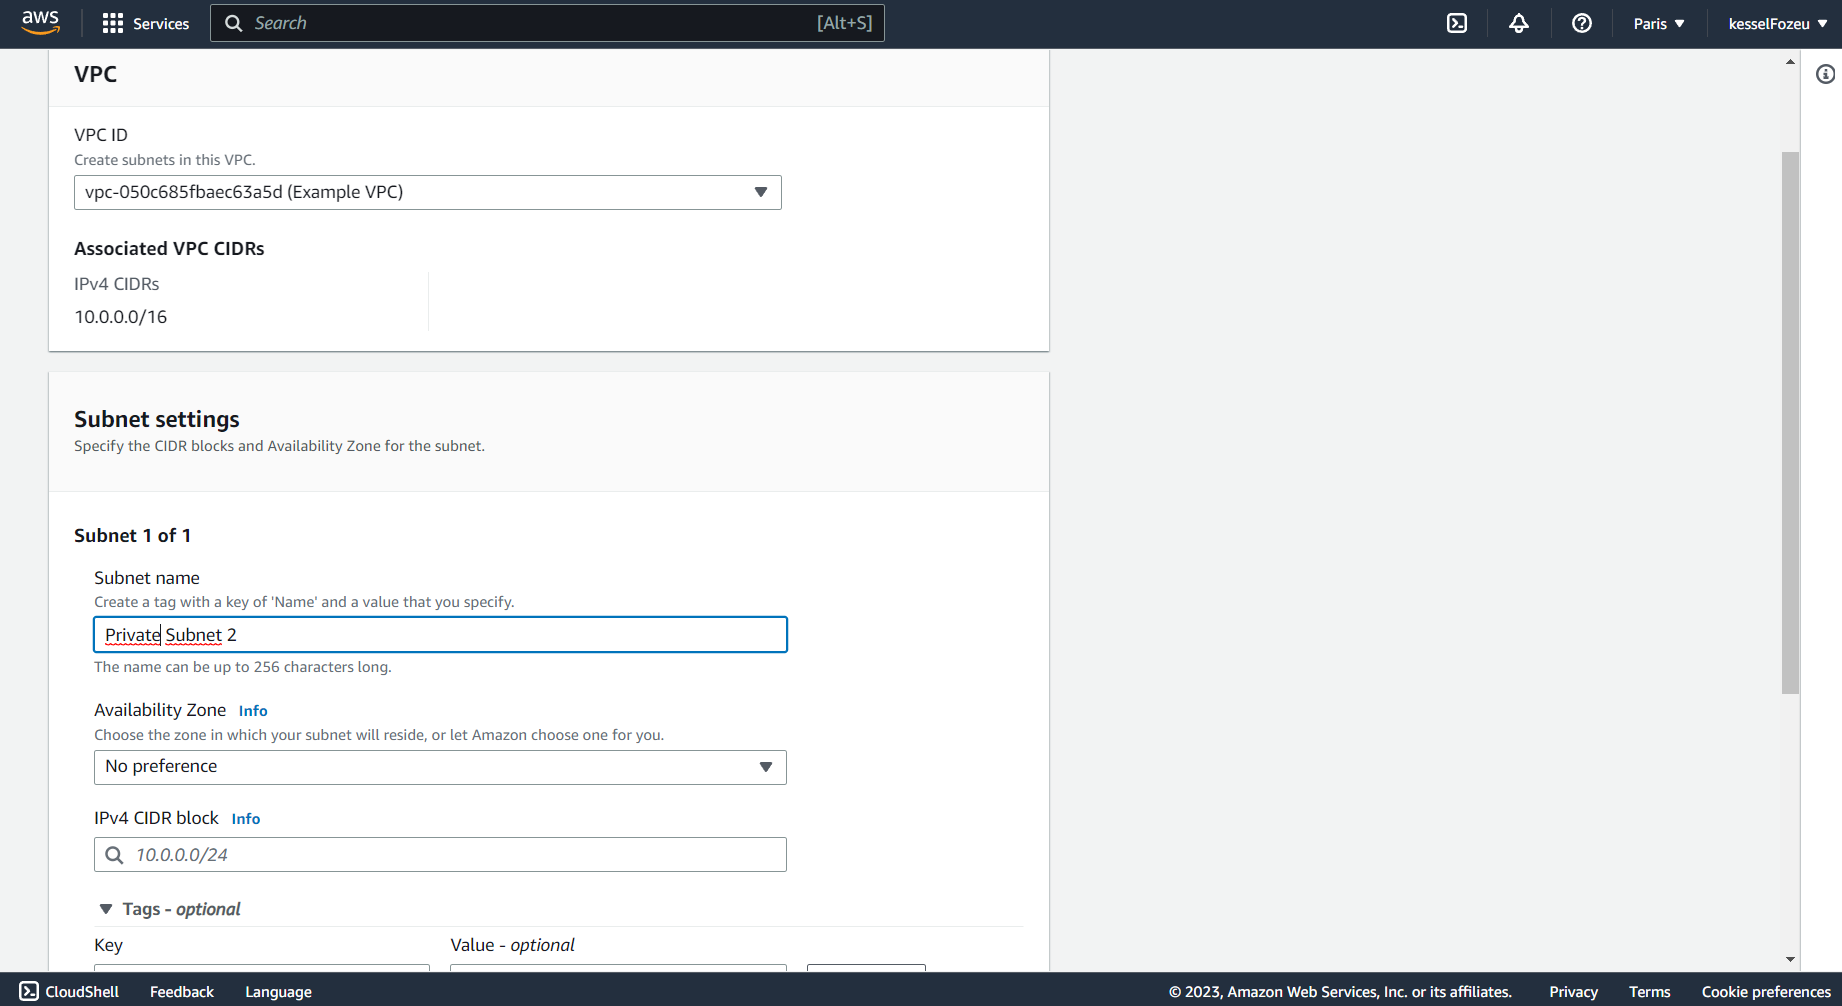 aws Services Search [Alt+S] Paris kesselFozeu
VPC
VPC ID
Create subnets in this VPC.
vpc-050c685fbaec63a5d (Example VPC)
Associated VPC CIDRs
IPv4 CIDRs
10.0.0.0/16
Subnet settings
Specify the CIDR blocks and Availability Zone for the subnet.
Subnet 1 of 1
Subnet name
Create a tag with a key of 'Name' and a value that you specify.
Private Subnet 2
The name can be up to 256 characters long.
Availability Zone Info
Choose the zone in which your subnet will reside, or let Amazon choose one for you.
No preference
IPv4 CIDR block Info
10.0.0.0/24
Tags - optional
Key Value - optional
CloudShell Feedback Language © 2023, Amazon Web Services, Inc. or its affiliates. Privacy Terms Cookie preferences